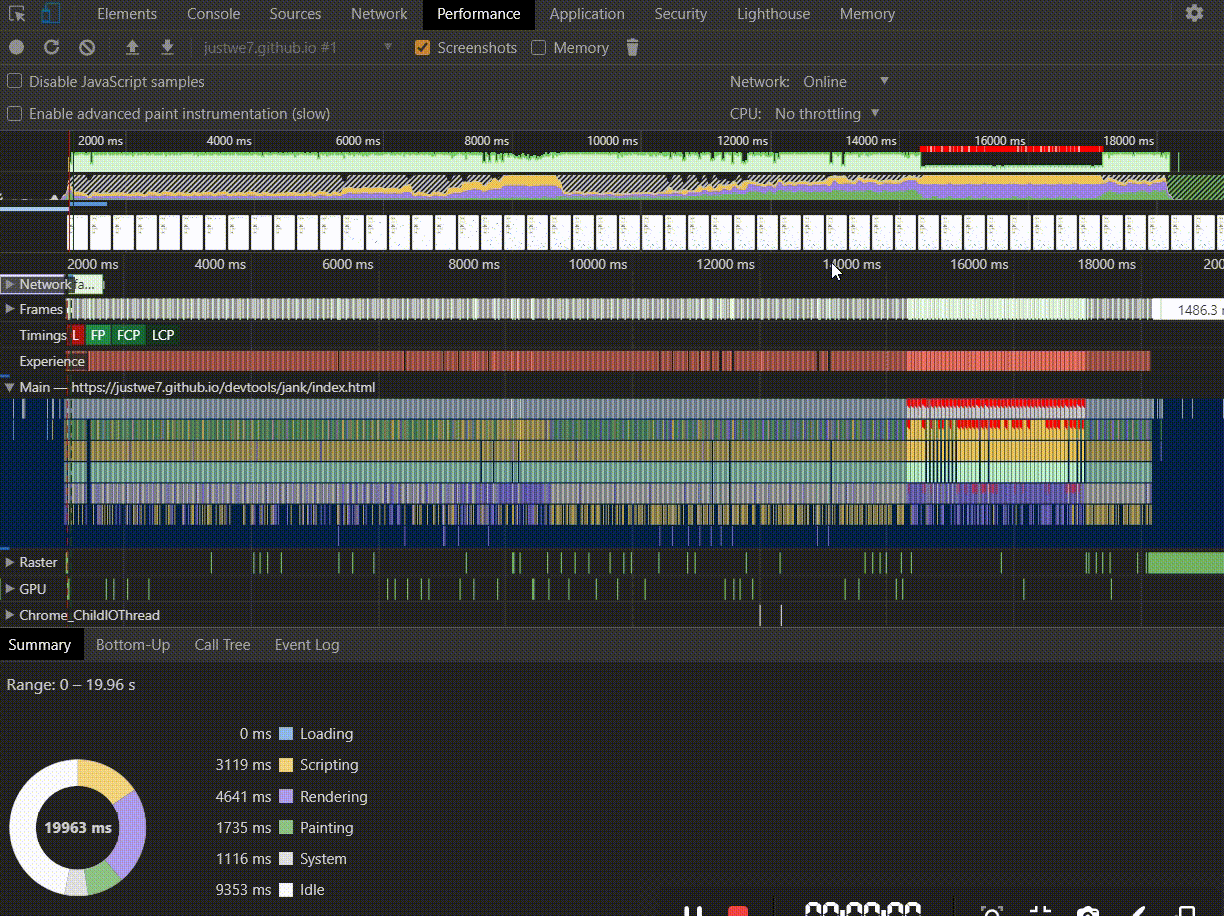 Elements Console Sources Network Performance Application Security Lighthouse Memory
justwe7.github.io #1 Screenshots Memory
Disable JavaScript samples Network: Online
Enable advanced paint instrumentation (slow) CPU: No throttling
2000 ms 4000 ms 6000 ms 8000 ms 10000 ms 12000 ms 14000 ms 16000 ms 18000 ms
2000 ms 4000 ms 6000 ms 8000 ms 10000 ms 12000 ms 14000 ms 16000 ms 18000 ms 200
Network fa...
Frames 1486.3
Timings L FP FCP LCP
Experience
Main — https://justwe7.github.io/devtools/jank/index.html
Raster
GPU
Chrome_ChildIOThread
Summary Bottom-Up Call Tree Event Log
Range: 0 – 19.96 s
0 ms Loading
3119 ms Scripting
4641 ms Rendering
19963 ms
1735 ms Painting
1116 ms System
9353 ms Idle
00:00:00